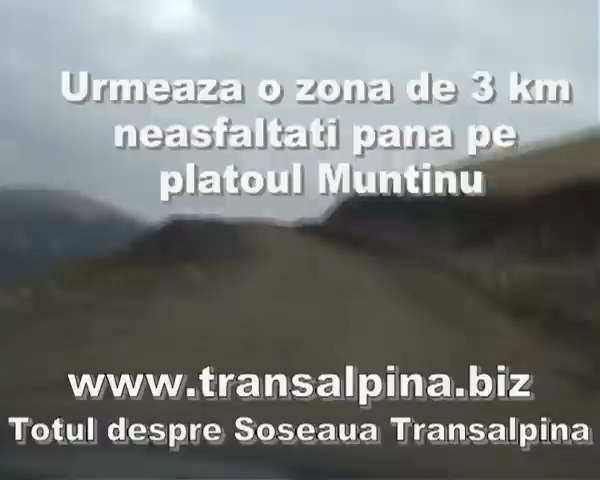 Urmeaza o zona de 3 km
neasfaltati pana pe
platoul Muntinu
www.transalpina.biz
Totul despre Soseaua Transalpina